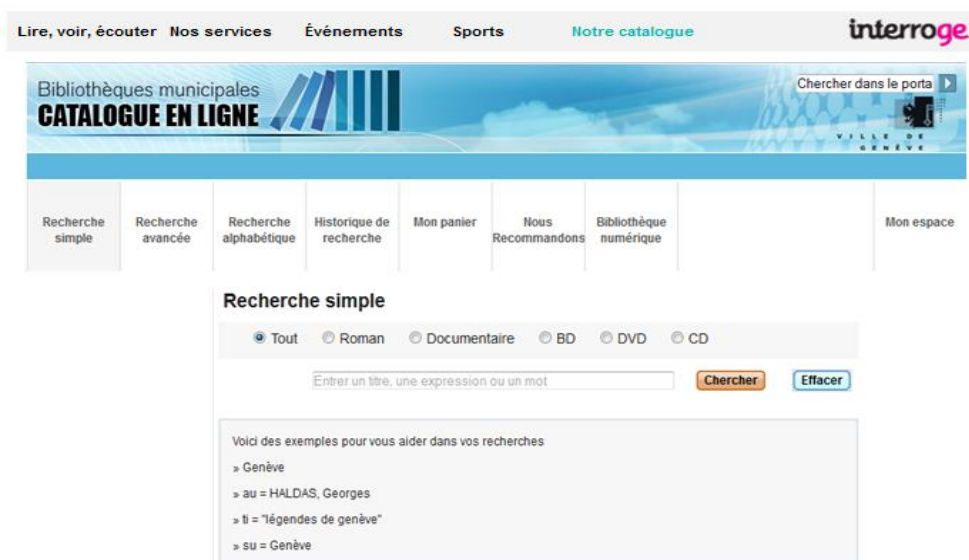 Lire, voir, écouter Nos services Événements Sports Notre catalogue interroge
Bibliothèques municipales
CATALOGUE EN LIGNE
Chercher dans le porta
VILLE DE
GENÈVE
Recherche simple
Recherche avancée
Recherche alphabétique
Historique de recherche
Mon panier
Nous Recommandons
Bibliothèque numérique
Mon espace
Recherche simple
Tout Roman Documentaire BD DVD CD
Entrer un titre, une expression ou un mot Chercher Effacer
Voici des exemples pour vous aider dans vos recherches
» Genève
» au = HALDAS, Georges
» ti = "légendes de genève"
» su = Genève